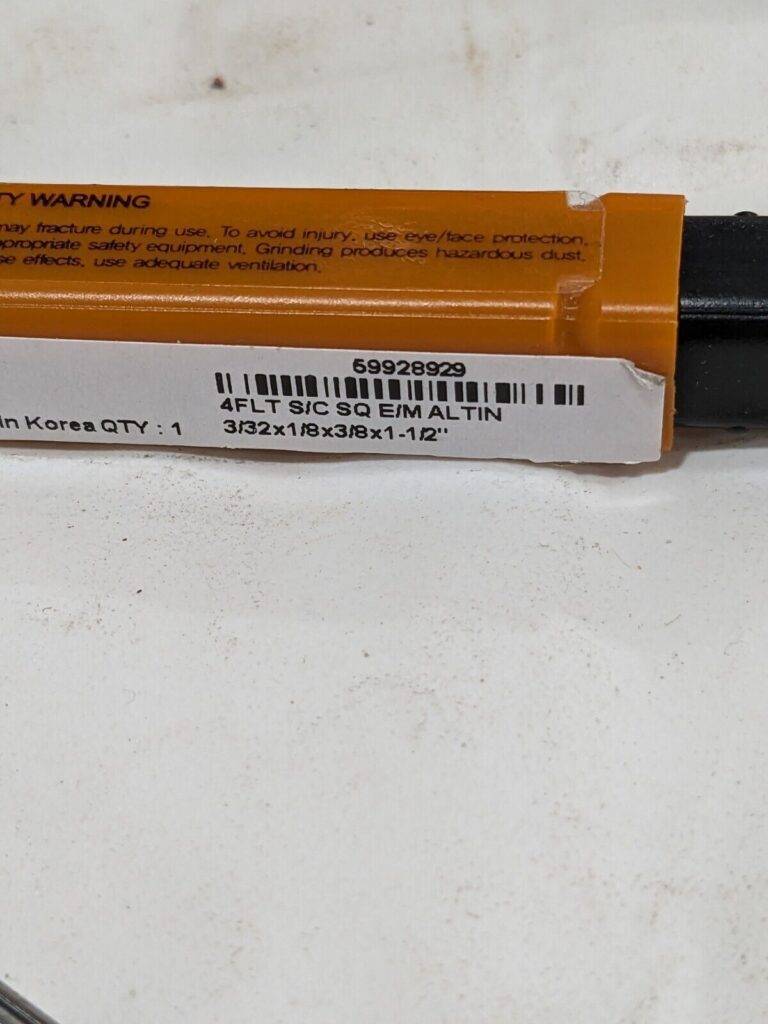 TY WARNING
may fracture during use. To avoid injury, use eye/face protection,
ppropriate safety equipment. Grinding produces hazardous dust.
se effects, use adequate ventilation.
59928929
4FLT S/C SQ E/M ALTIN
in Korea QTY : 1 3/32x1/8x3/8x1-1/2"